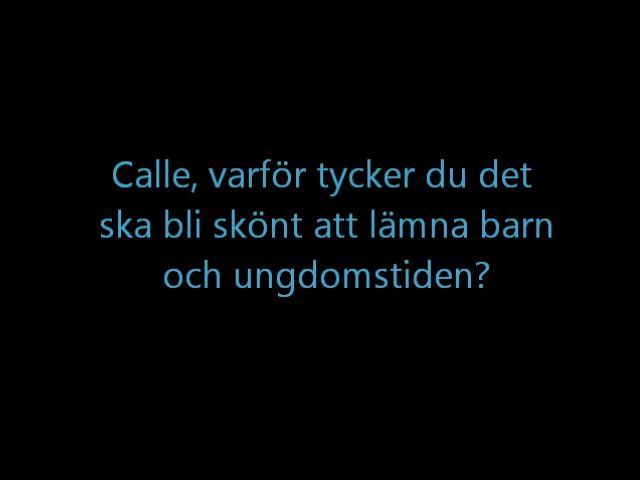 Calle, varför tycker du det
ska bli skönt att lämna barn
och ungdomstiden?